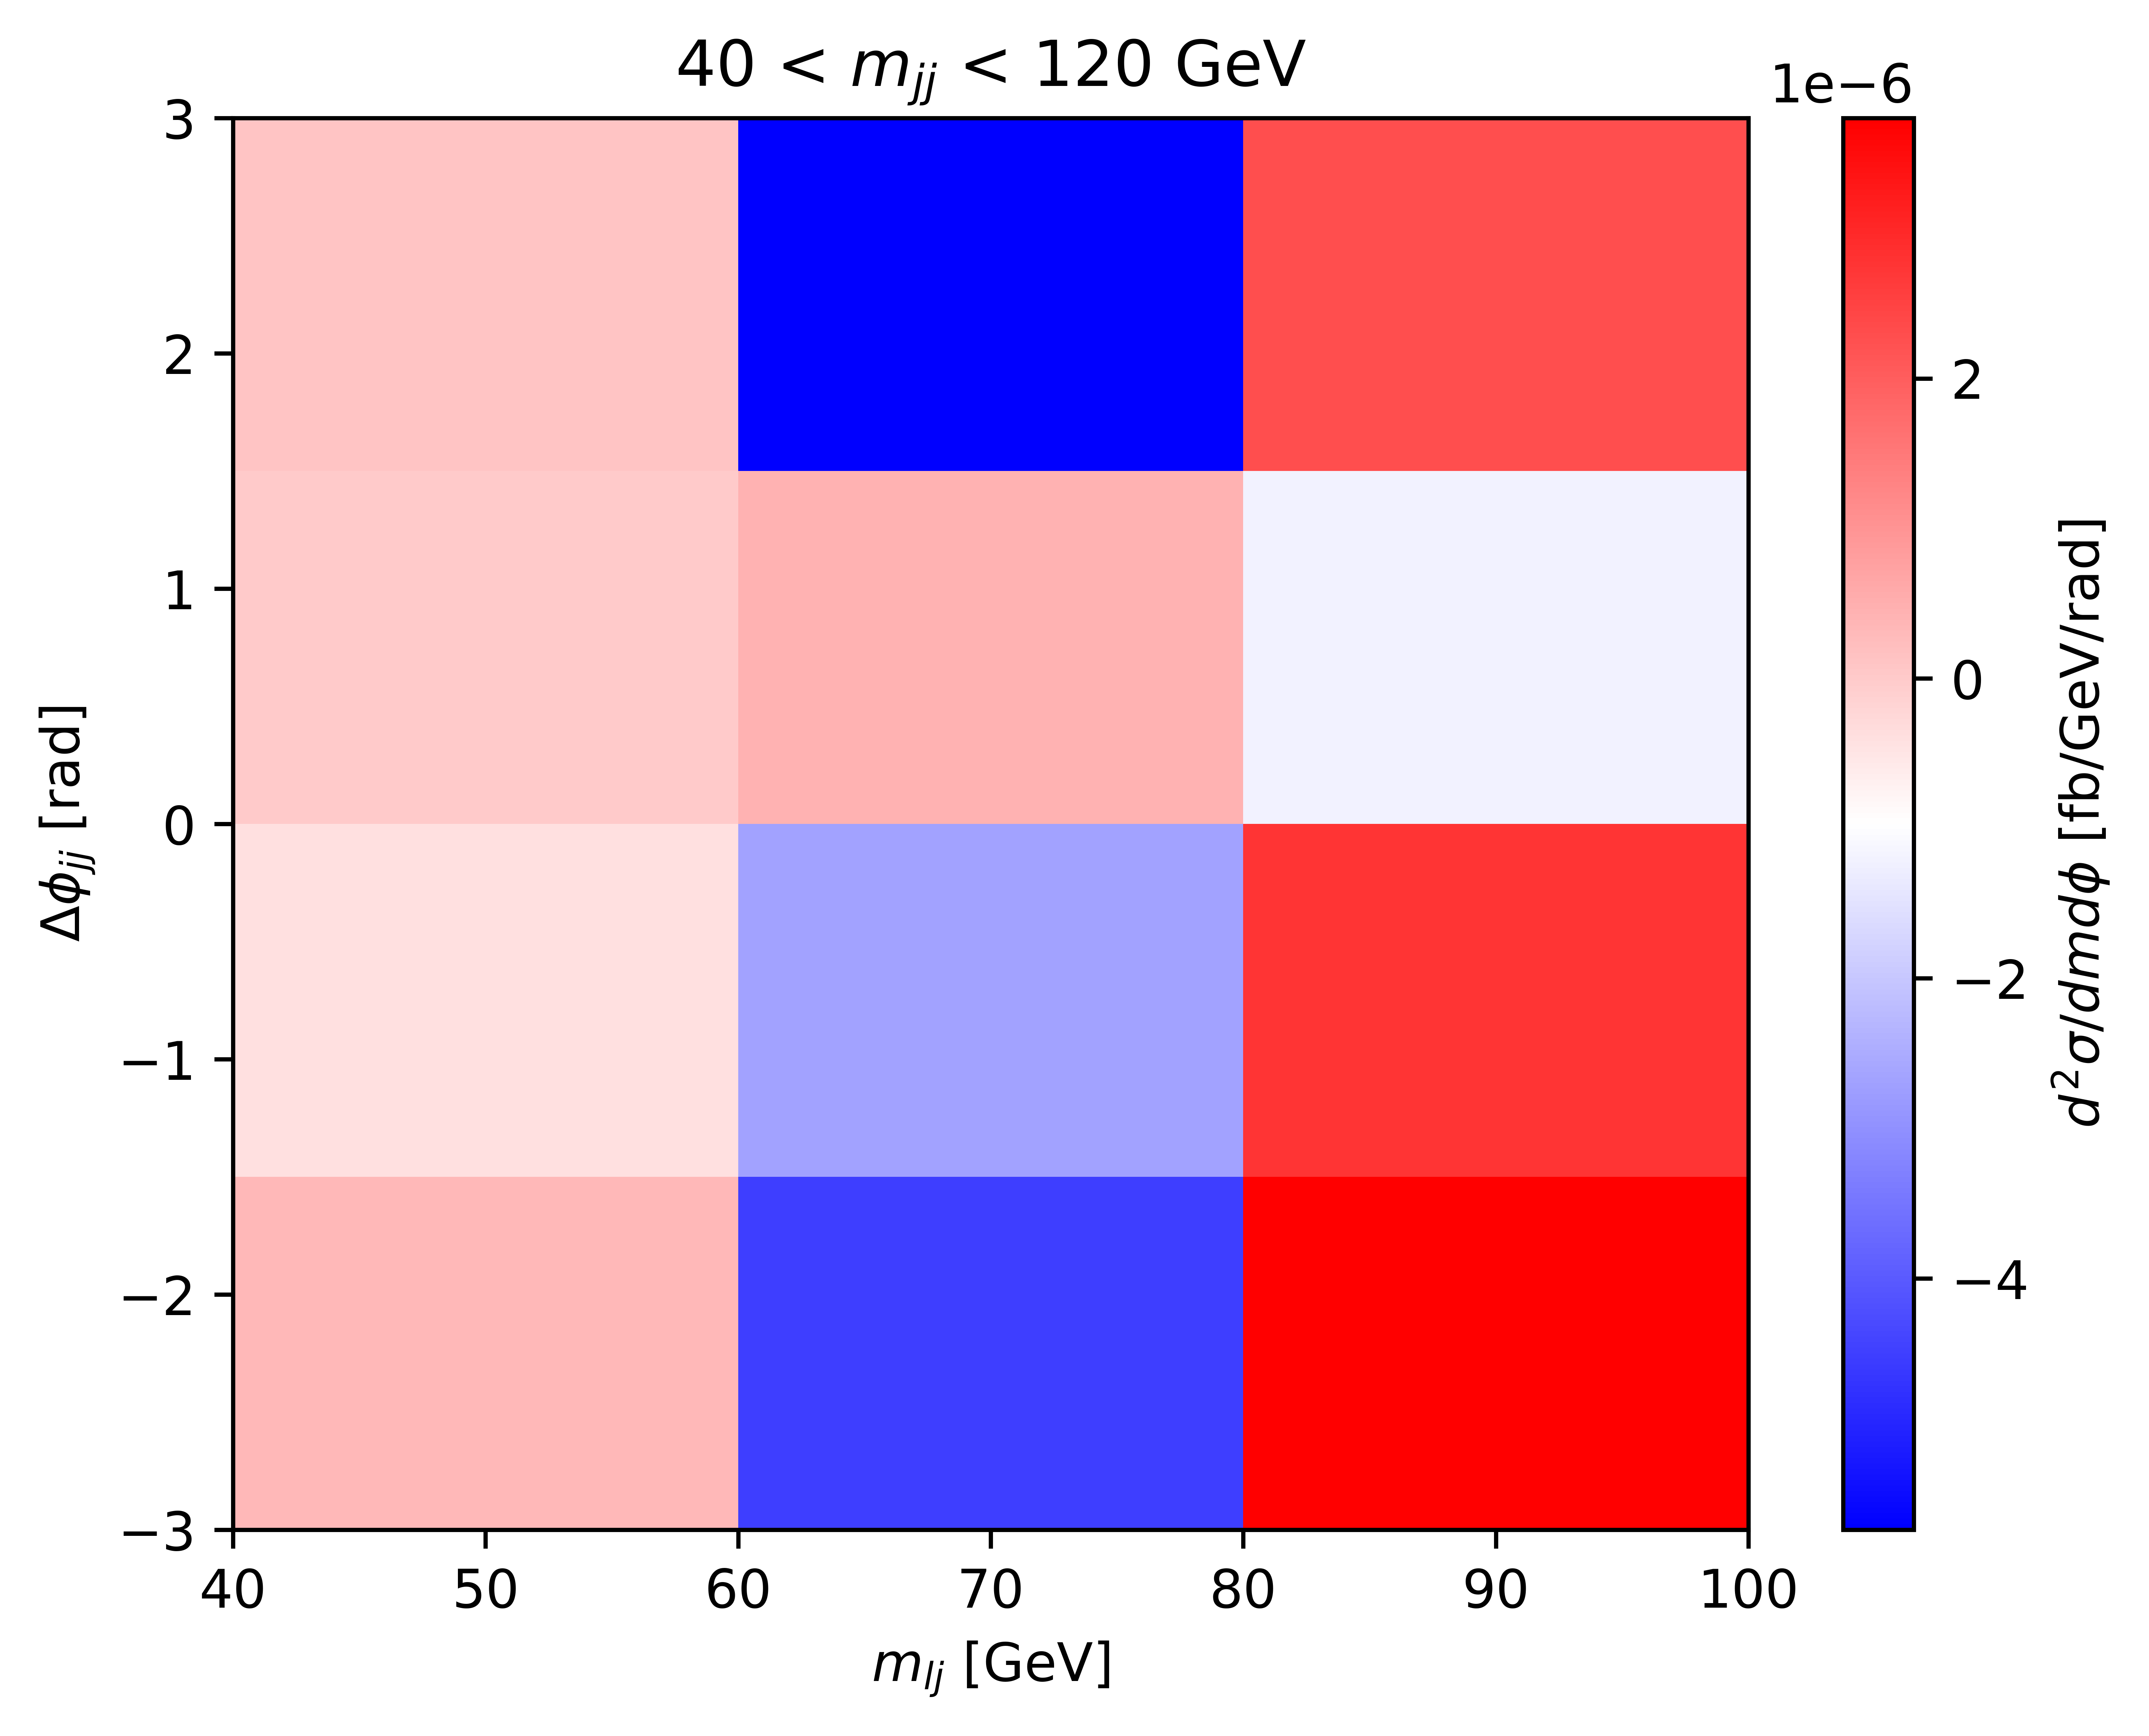 40 < m_jj < 120 GeV
1e−6
3
2
1
0
−1
−2
−3
Δϕ_jj [rad]
40 50 60 70 80 90 100
m_lj [GeV]
2
0
−2
−4
d²σ/dmdϕ [fb/GeV/rad]